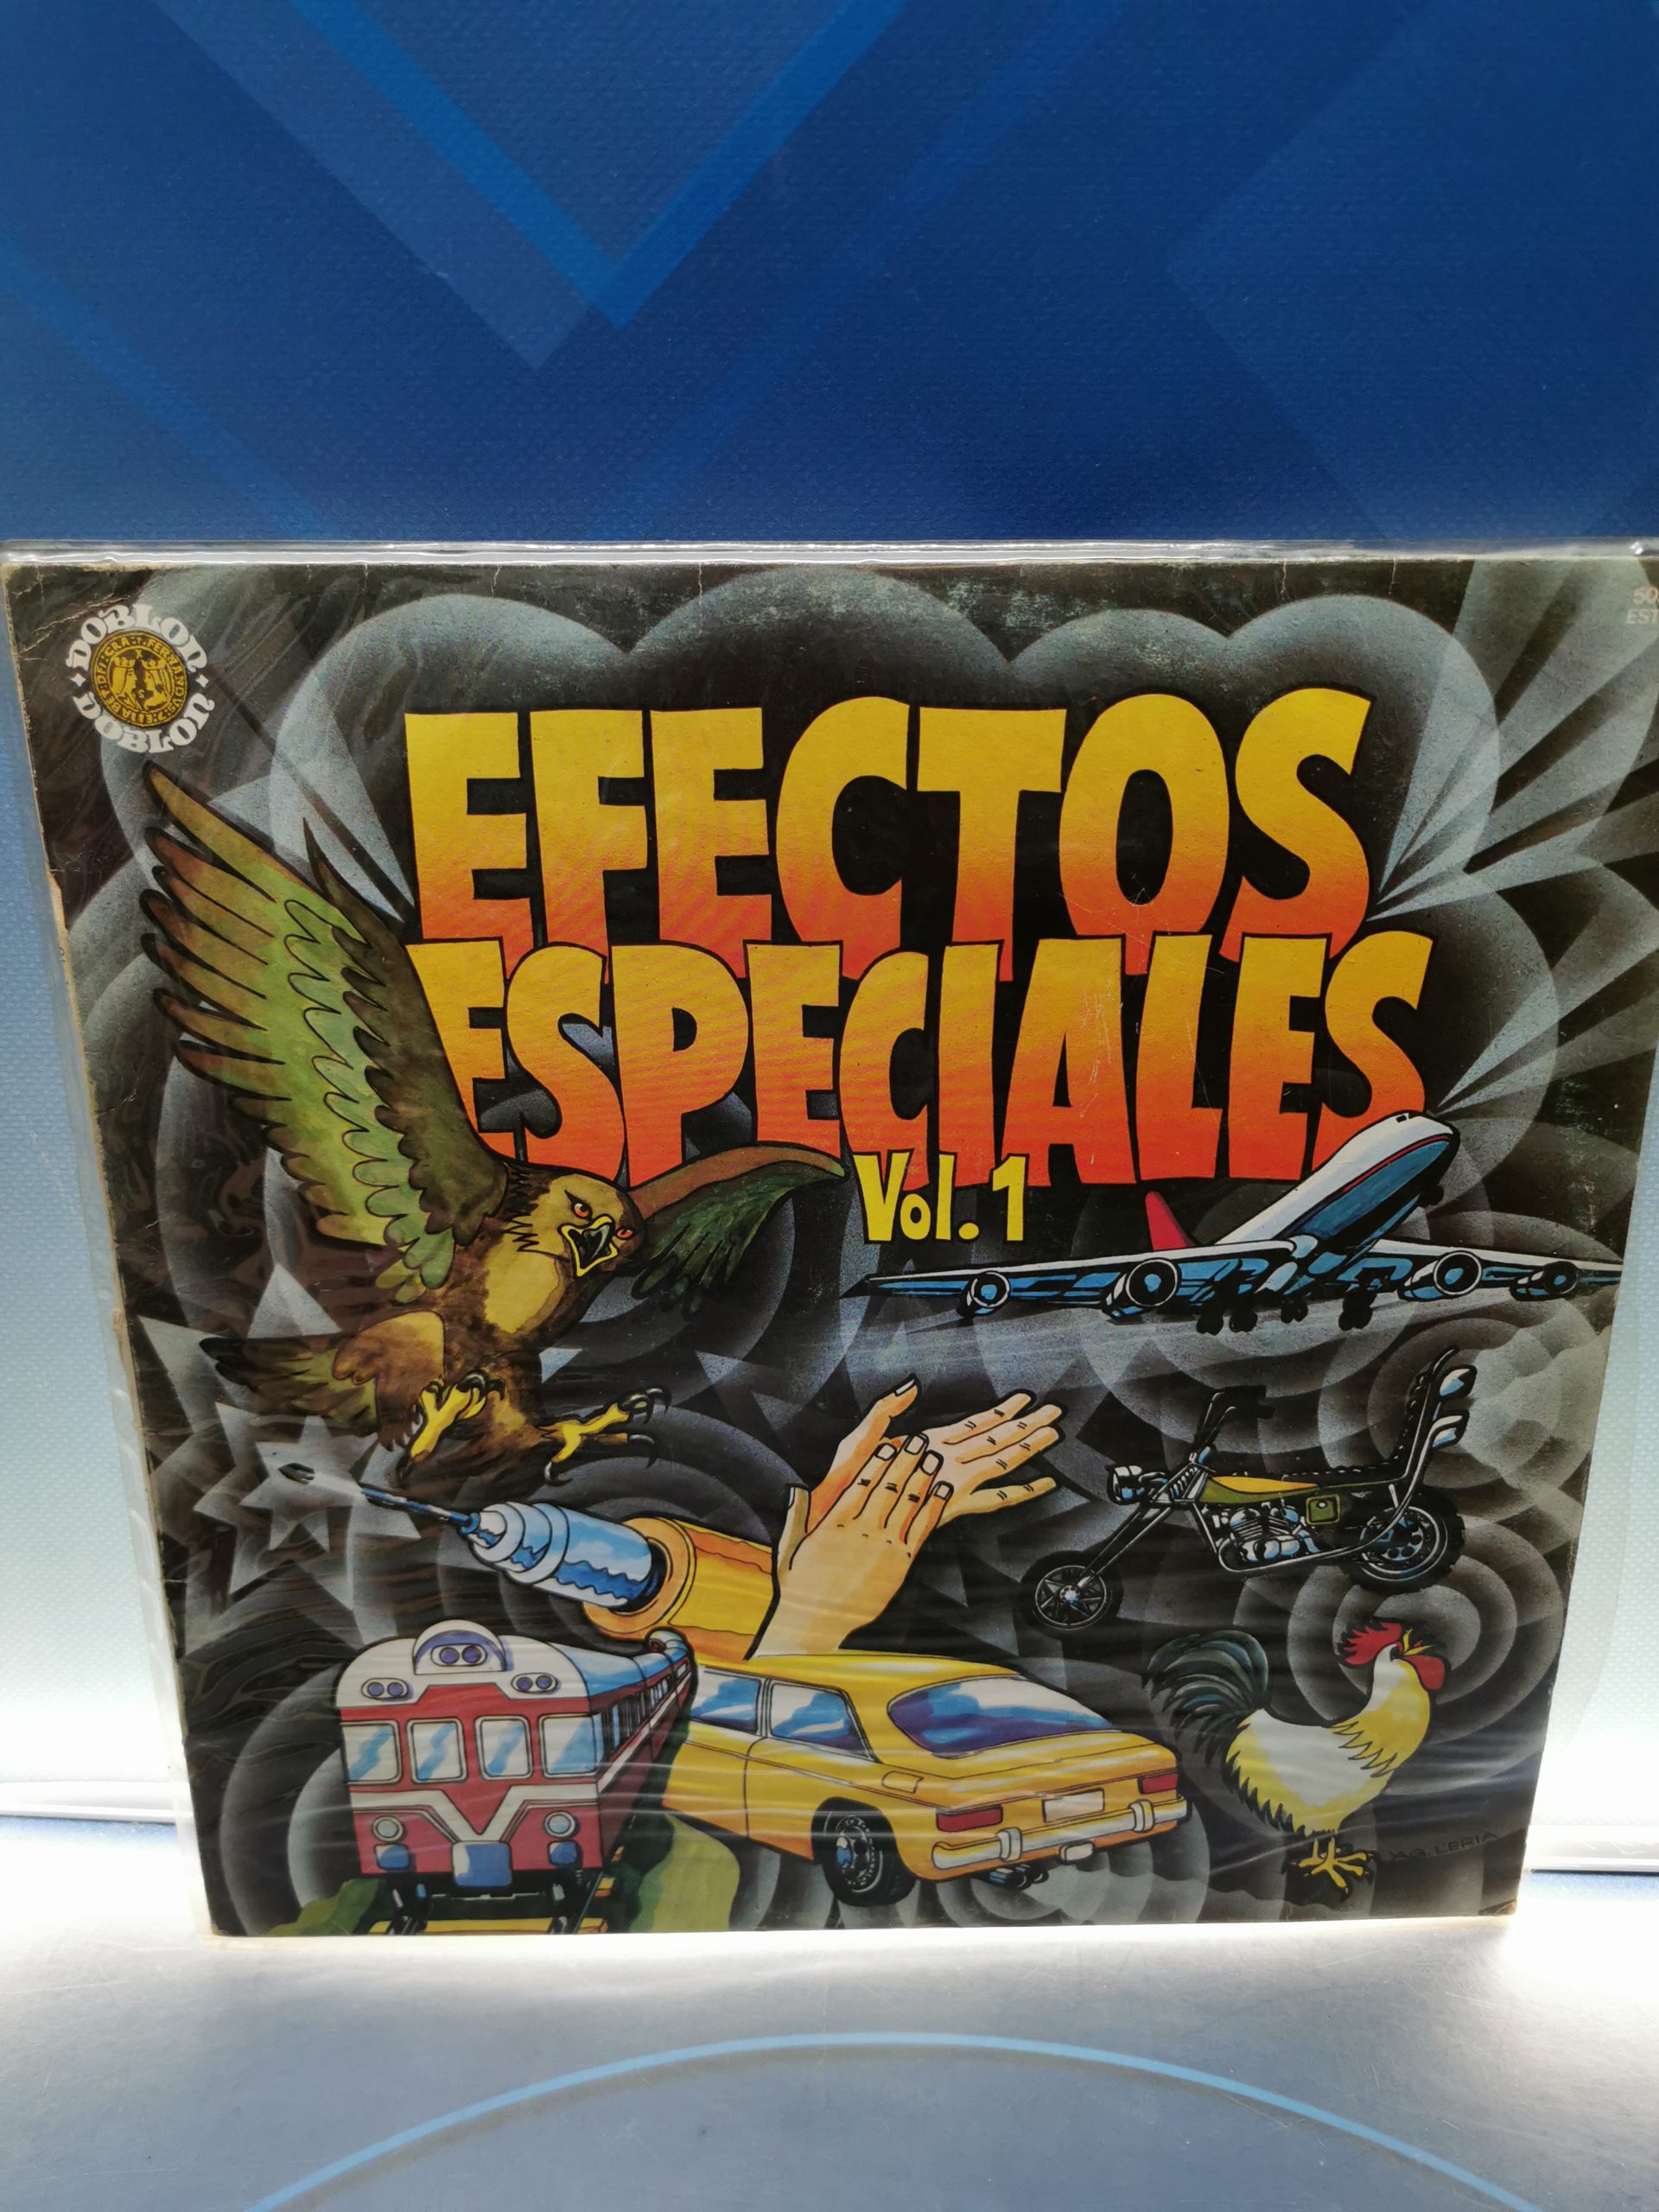 DOBLON
DOBLON
EFECTOS
ESPECIALES
Vol. 1